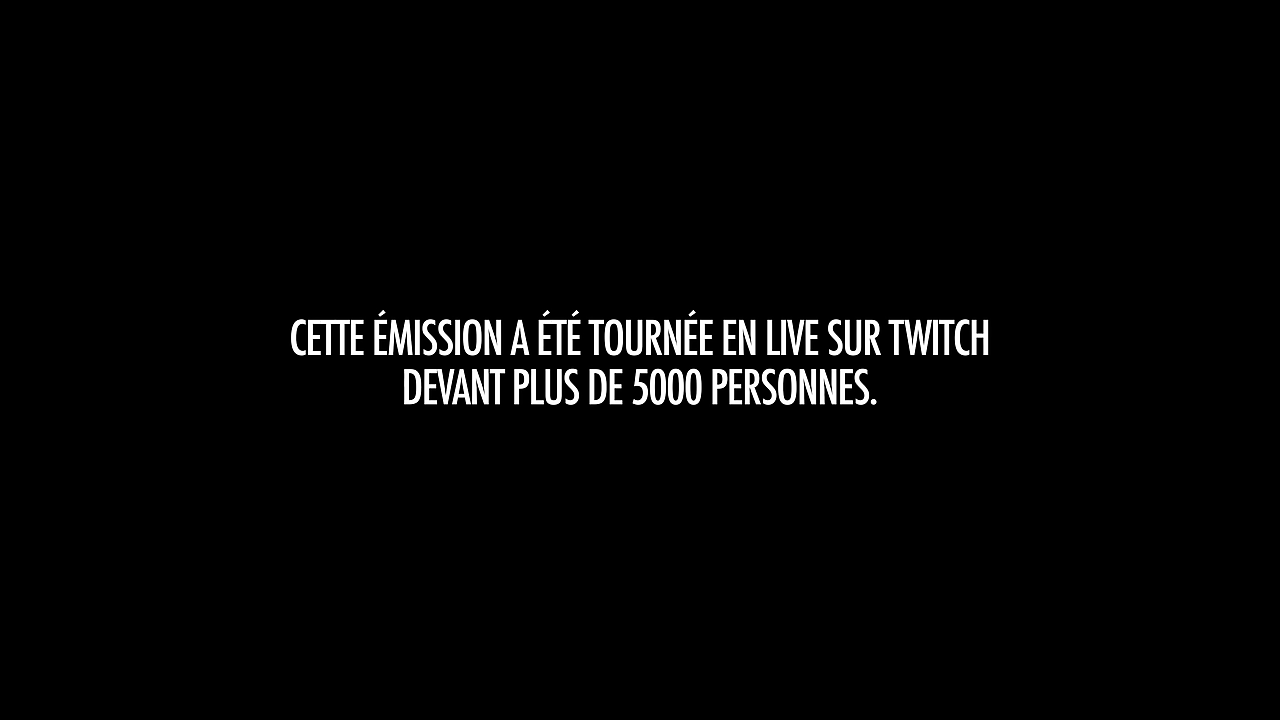 CETTE ÉMISSION A ÉTÉ TOURNÉE EN LIVE SUR TWITCH
DEVANT PLUS DE 5000 PERSONNES.